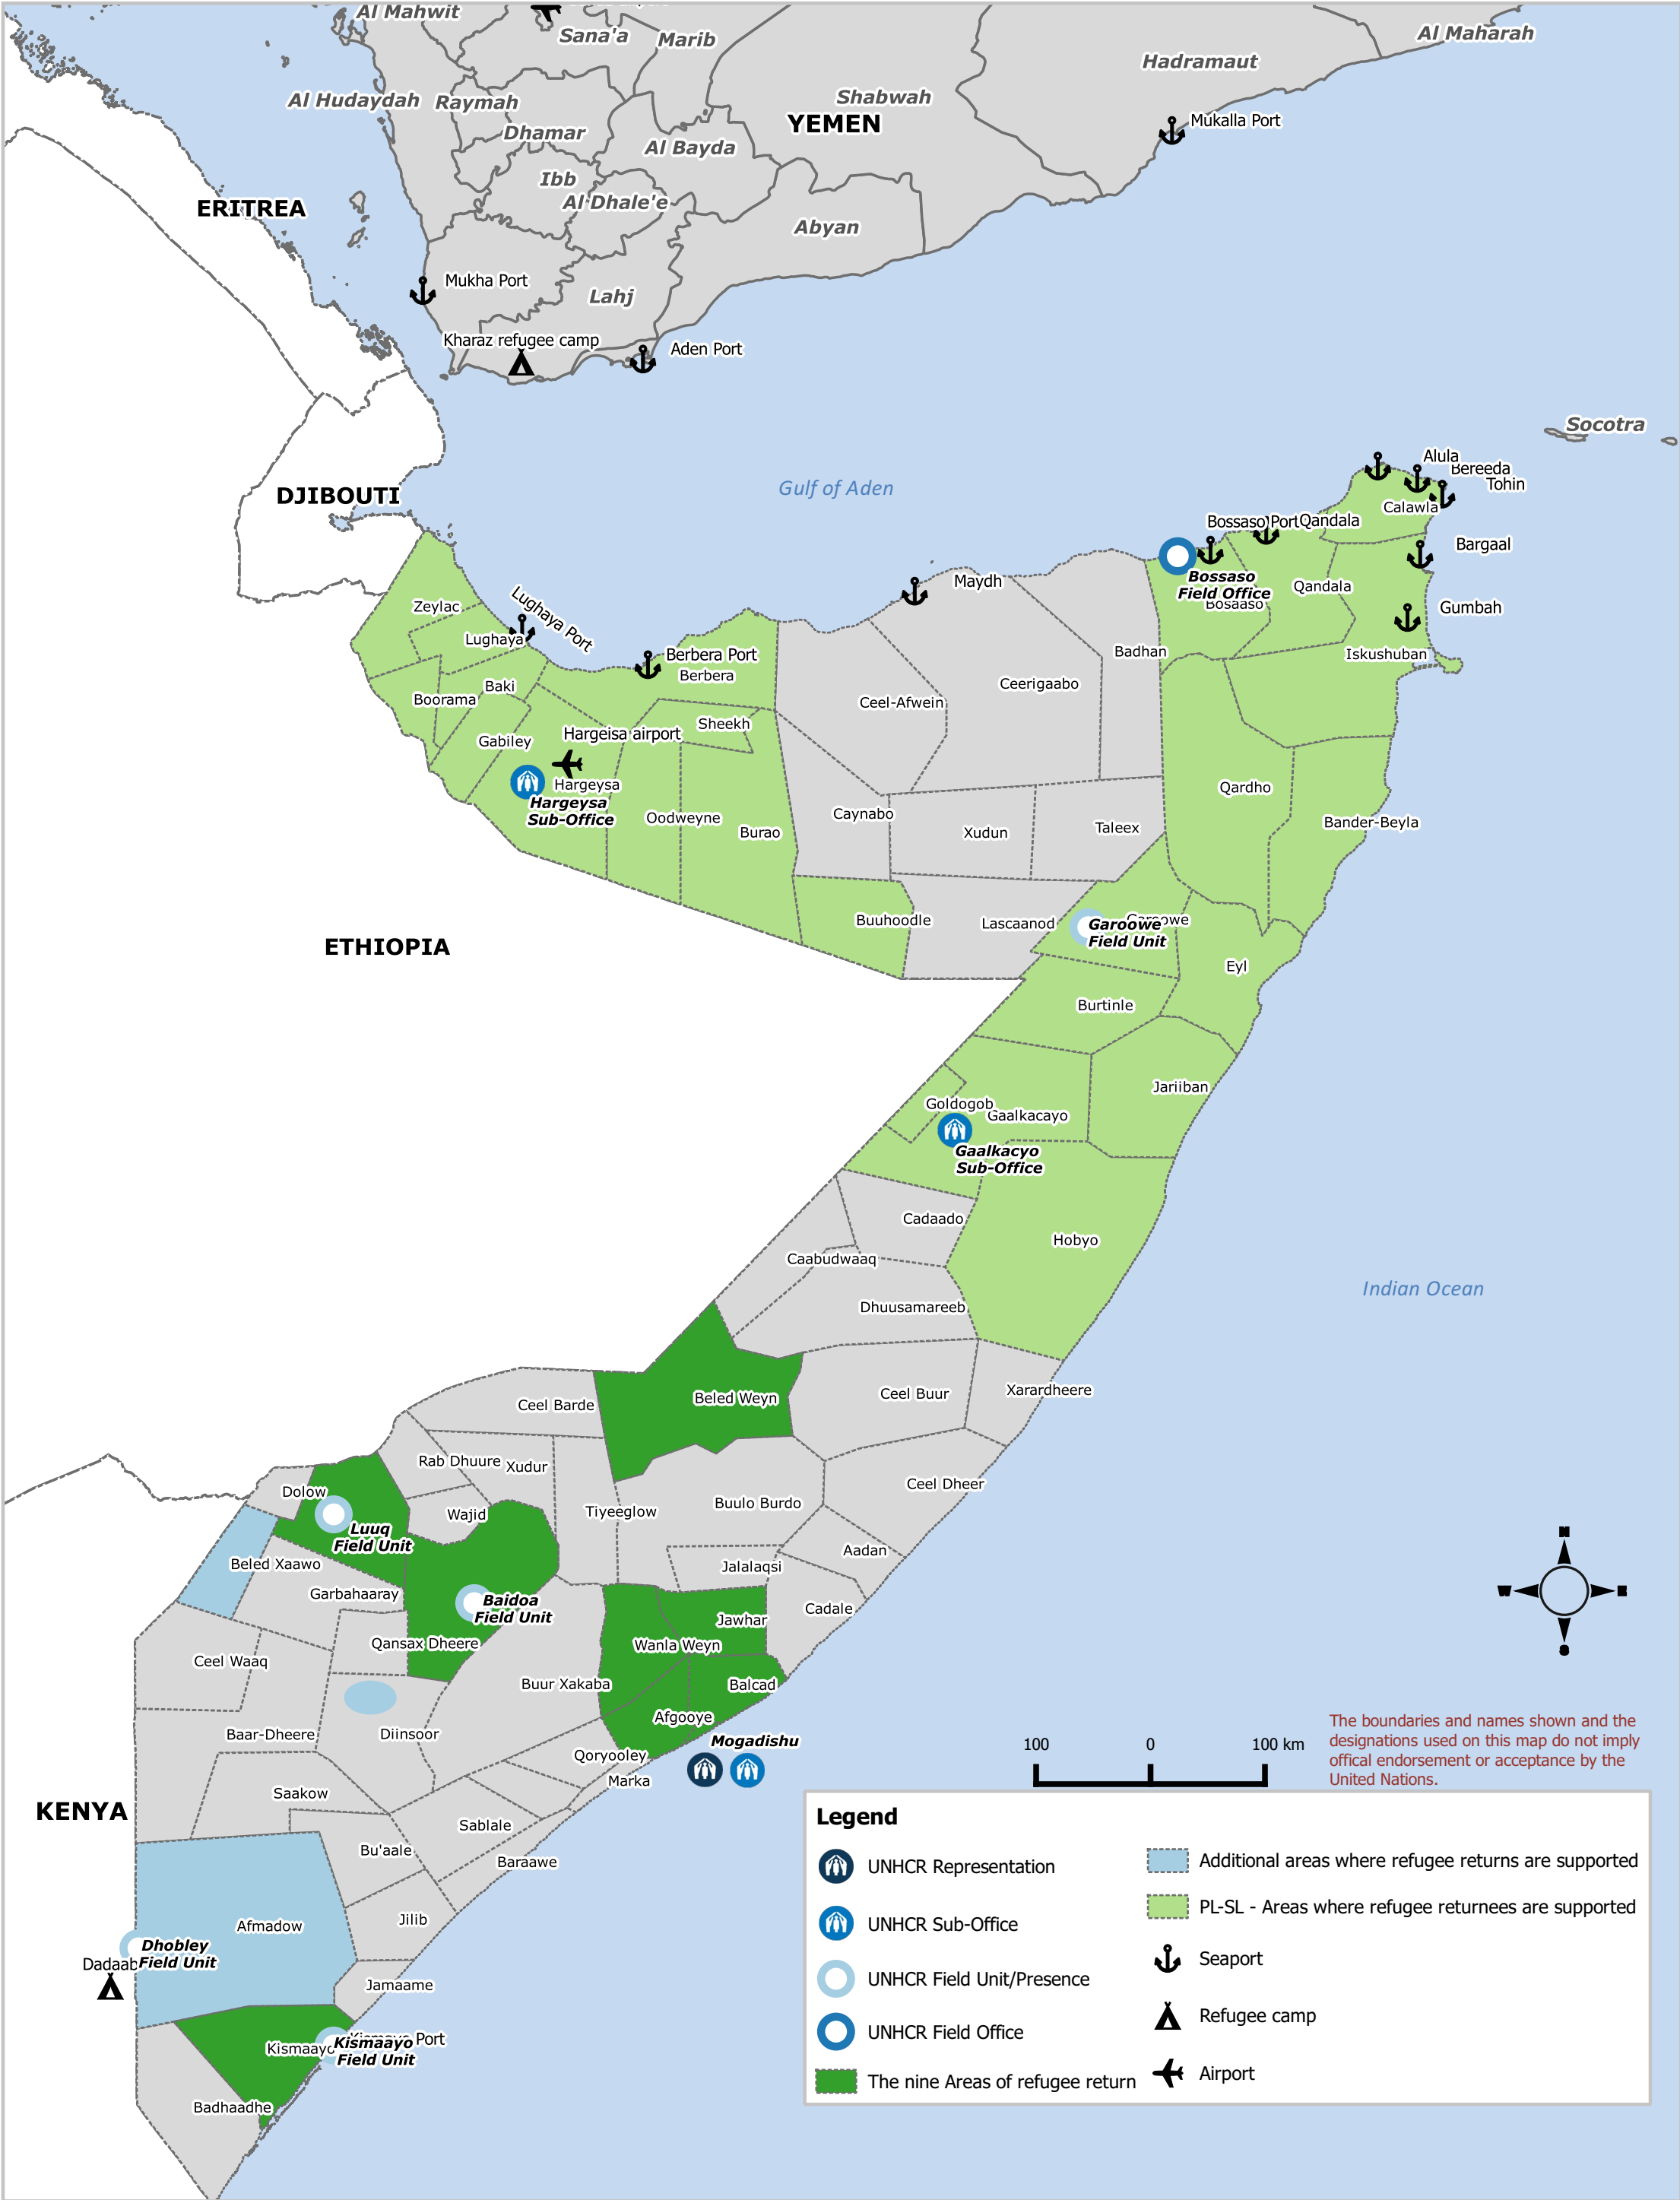 Al Mahwit
Sana'a
Marib
Al Maharah
Hadramaut
Al Hudaydah
Raymah
Shabwah
Dhamar
YEMEN
Mukalla Port
Al Bayda
Ibb
Al Dhale'e
ERITREA
Abyan
Mukha Port
Lahj
Kharaz refugee camp
Aden Port
Socotra
Alula
Bereeda
Tohin
DJIBOUTI
Gulf of Aden
Calawla
Bossaso Port
Qandala
Bargaal
Maydh
Bossaso
Field Office
Bosaaso
Qandala
Zeylac
Lughaya Port
Gumbah
Lughaya
Berbera Port
Berbera
Badhan
Iskushuban
Baki
Boorama
Ceerigaabo
Ceel-Afwein
Sheekh
Gabiley
Hargeisa airport
Hargeysa
Hargeysa
Sub-Office
Qardho
Oodweyne
Burao
Caynabo
Xudun
Taleex
Bander-Beyla
Buuhoodle
Lascaanod
Garoowe
Garoowe
Field Unit
ETHIOPIA
Eyl
Burtinle
Jariiban
Goldogob
Gaalkacayo
Gaalkacyo
Sub-Office
Cadaado
Hobyo
Caabudwaaq
Indian Ocean
Dhuusamareeb
Ceel Barde
Beled Weyn
Ceel Buur
Xarardheere
Rab Dhuure
Xudur
Dolow
Ceel Dheer
Wajid
Tiyeeglow
Buulo Burdo
Luuq
Field Unit
Aadan
Beled Xaawo
Jalalaqsi
Garbahaaray
Baidoa
Field Unit
Cadale
Jawhar
Qansax Dheere
Wanla Weyn
Ceel Waaq
Buur Xakaba
Balcad
Afgooye
Baar-Dheere
Diinsoor
Mogadishu
Qoryooley
Marka
Saakow
KENYA
Sablale
Bu'aale
Baraawe
Afmadow
Jilib
Dhobley
Field Unit
Dadaab
Jamaame
Kismaayo
Port
Kismaayo
Field Unit
Badhaadhe
N
W
E
S
The boundaries and names shown and the
designations used on this map do not imply
offical endorsement or acceptance by the
United Nations.
100 0 100 km
Legend
UNHCR Representation
UNHCR Sub-Office
UNHCR Field Unit/Presence
UNHCR Field Office
The nine Areas of refugee return
Additional areas where refugee returns are supported
PL-SL - Areas where refugee returnees are supported
Seaport
Refugee camp
Airport